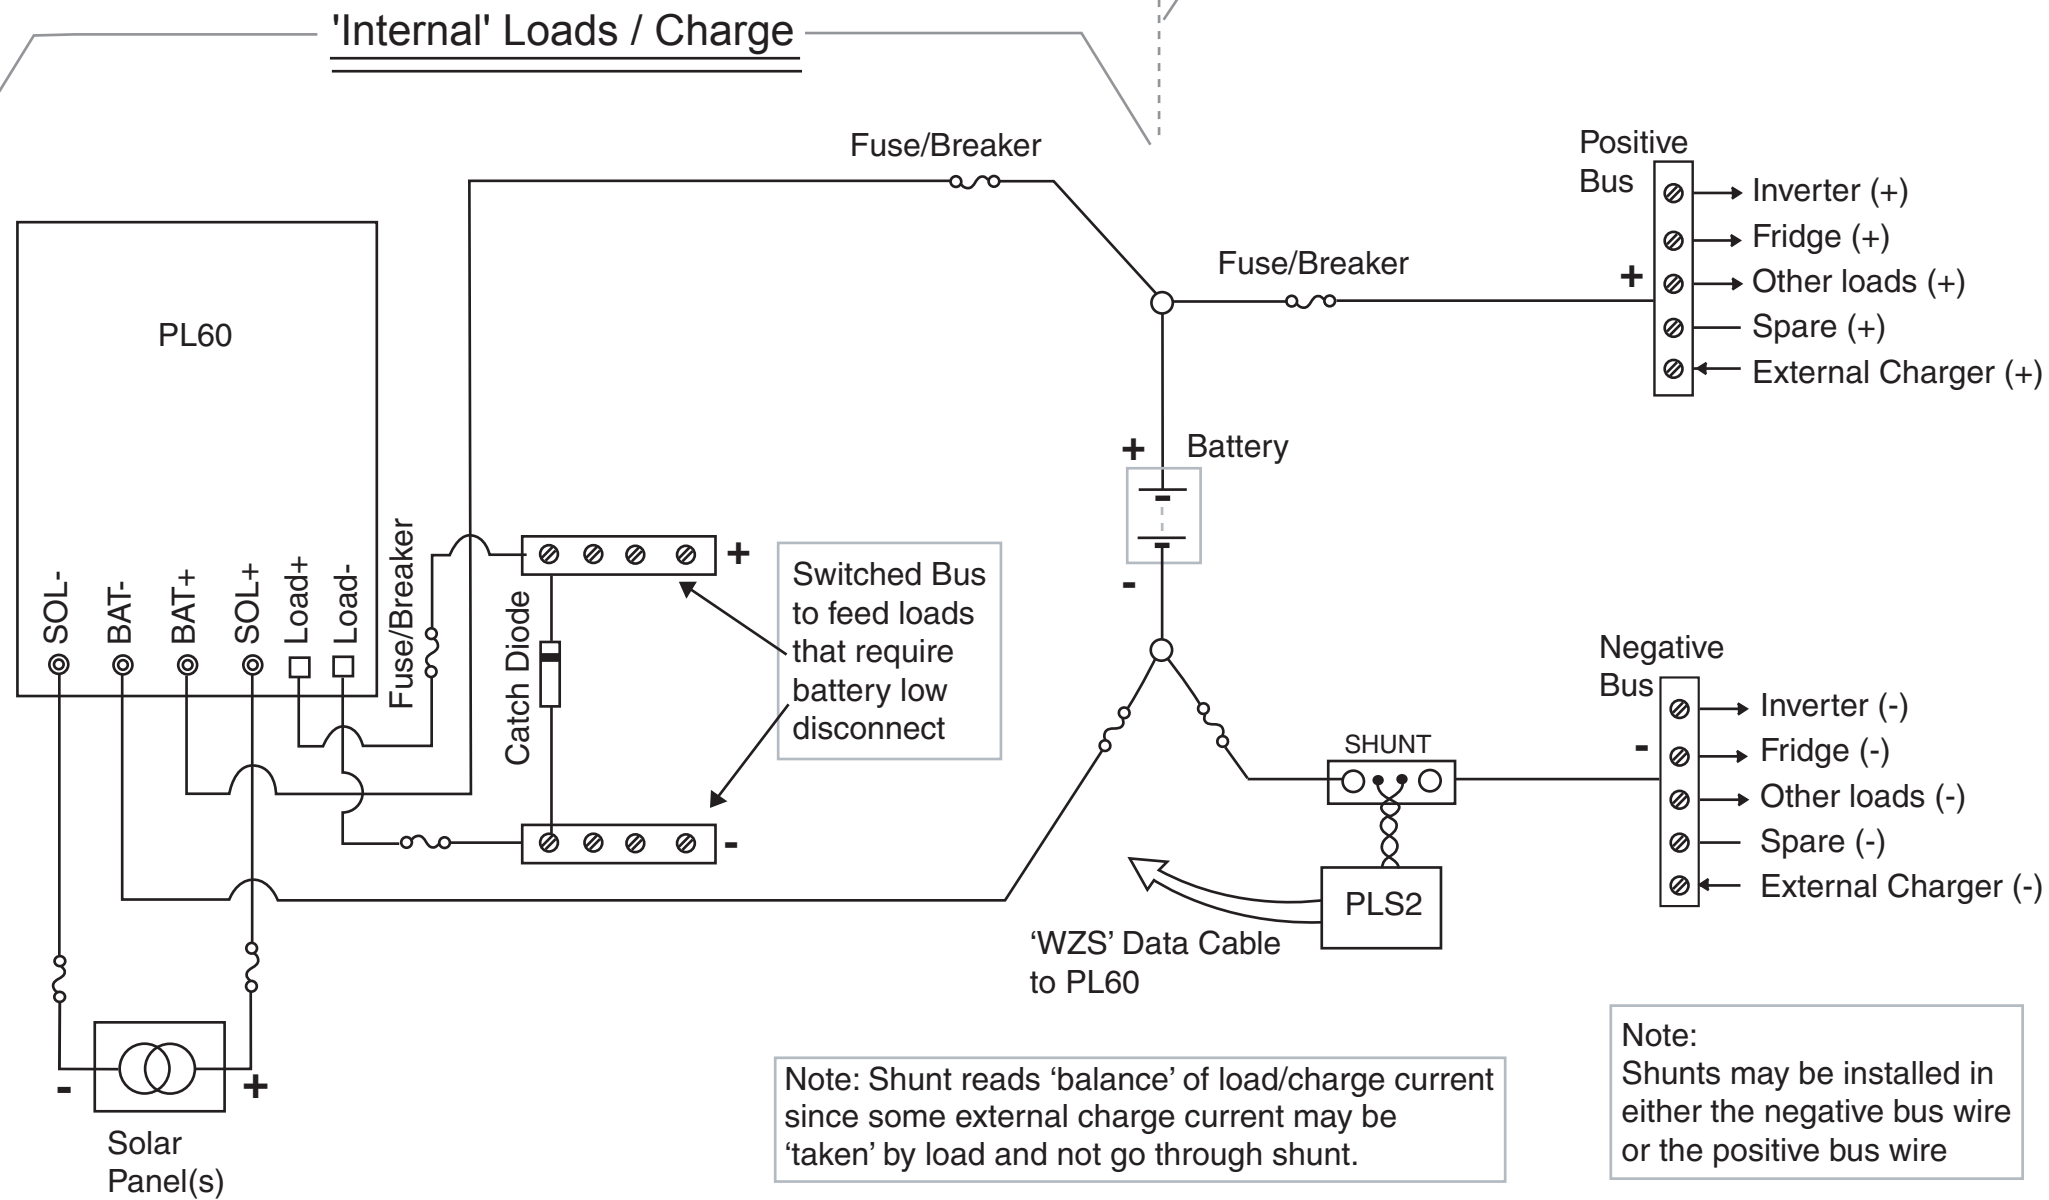 'Internal' Loads / Charge
Fuse/Breaker
Positive
Bus
Inverter (+)
Fridge (+)
Other loads (+)
Spare (+)
External Charger (+)
+
Fuse/Breaker
PL60
+
Battery
-
SOL-
BAT-
BAT+
SOL+
Load+
Load-
Fuse/Breaker
Catch Diode
+
Switched Bus
to feed loads
that require
battery low
disconnect
-
Negative
Bus
-
Inverter (-)
Fridge (-)
Other loads (-)
Spare (-)
External Charger (-)
SHUNT
PLS2
‘WZS’ Data Cable
to PL60
-
+
Solar
Panel(s)
Note: Shunt reads ‘balance’ of load/charge current
since some external charge current may be
‘taken’ by load and not go through shunt.
Note:
Shunts may be installed in
either the negative bus wire
or the positive bus wire